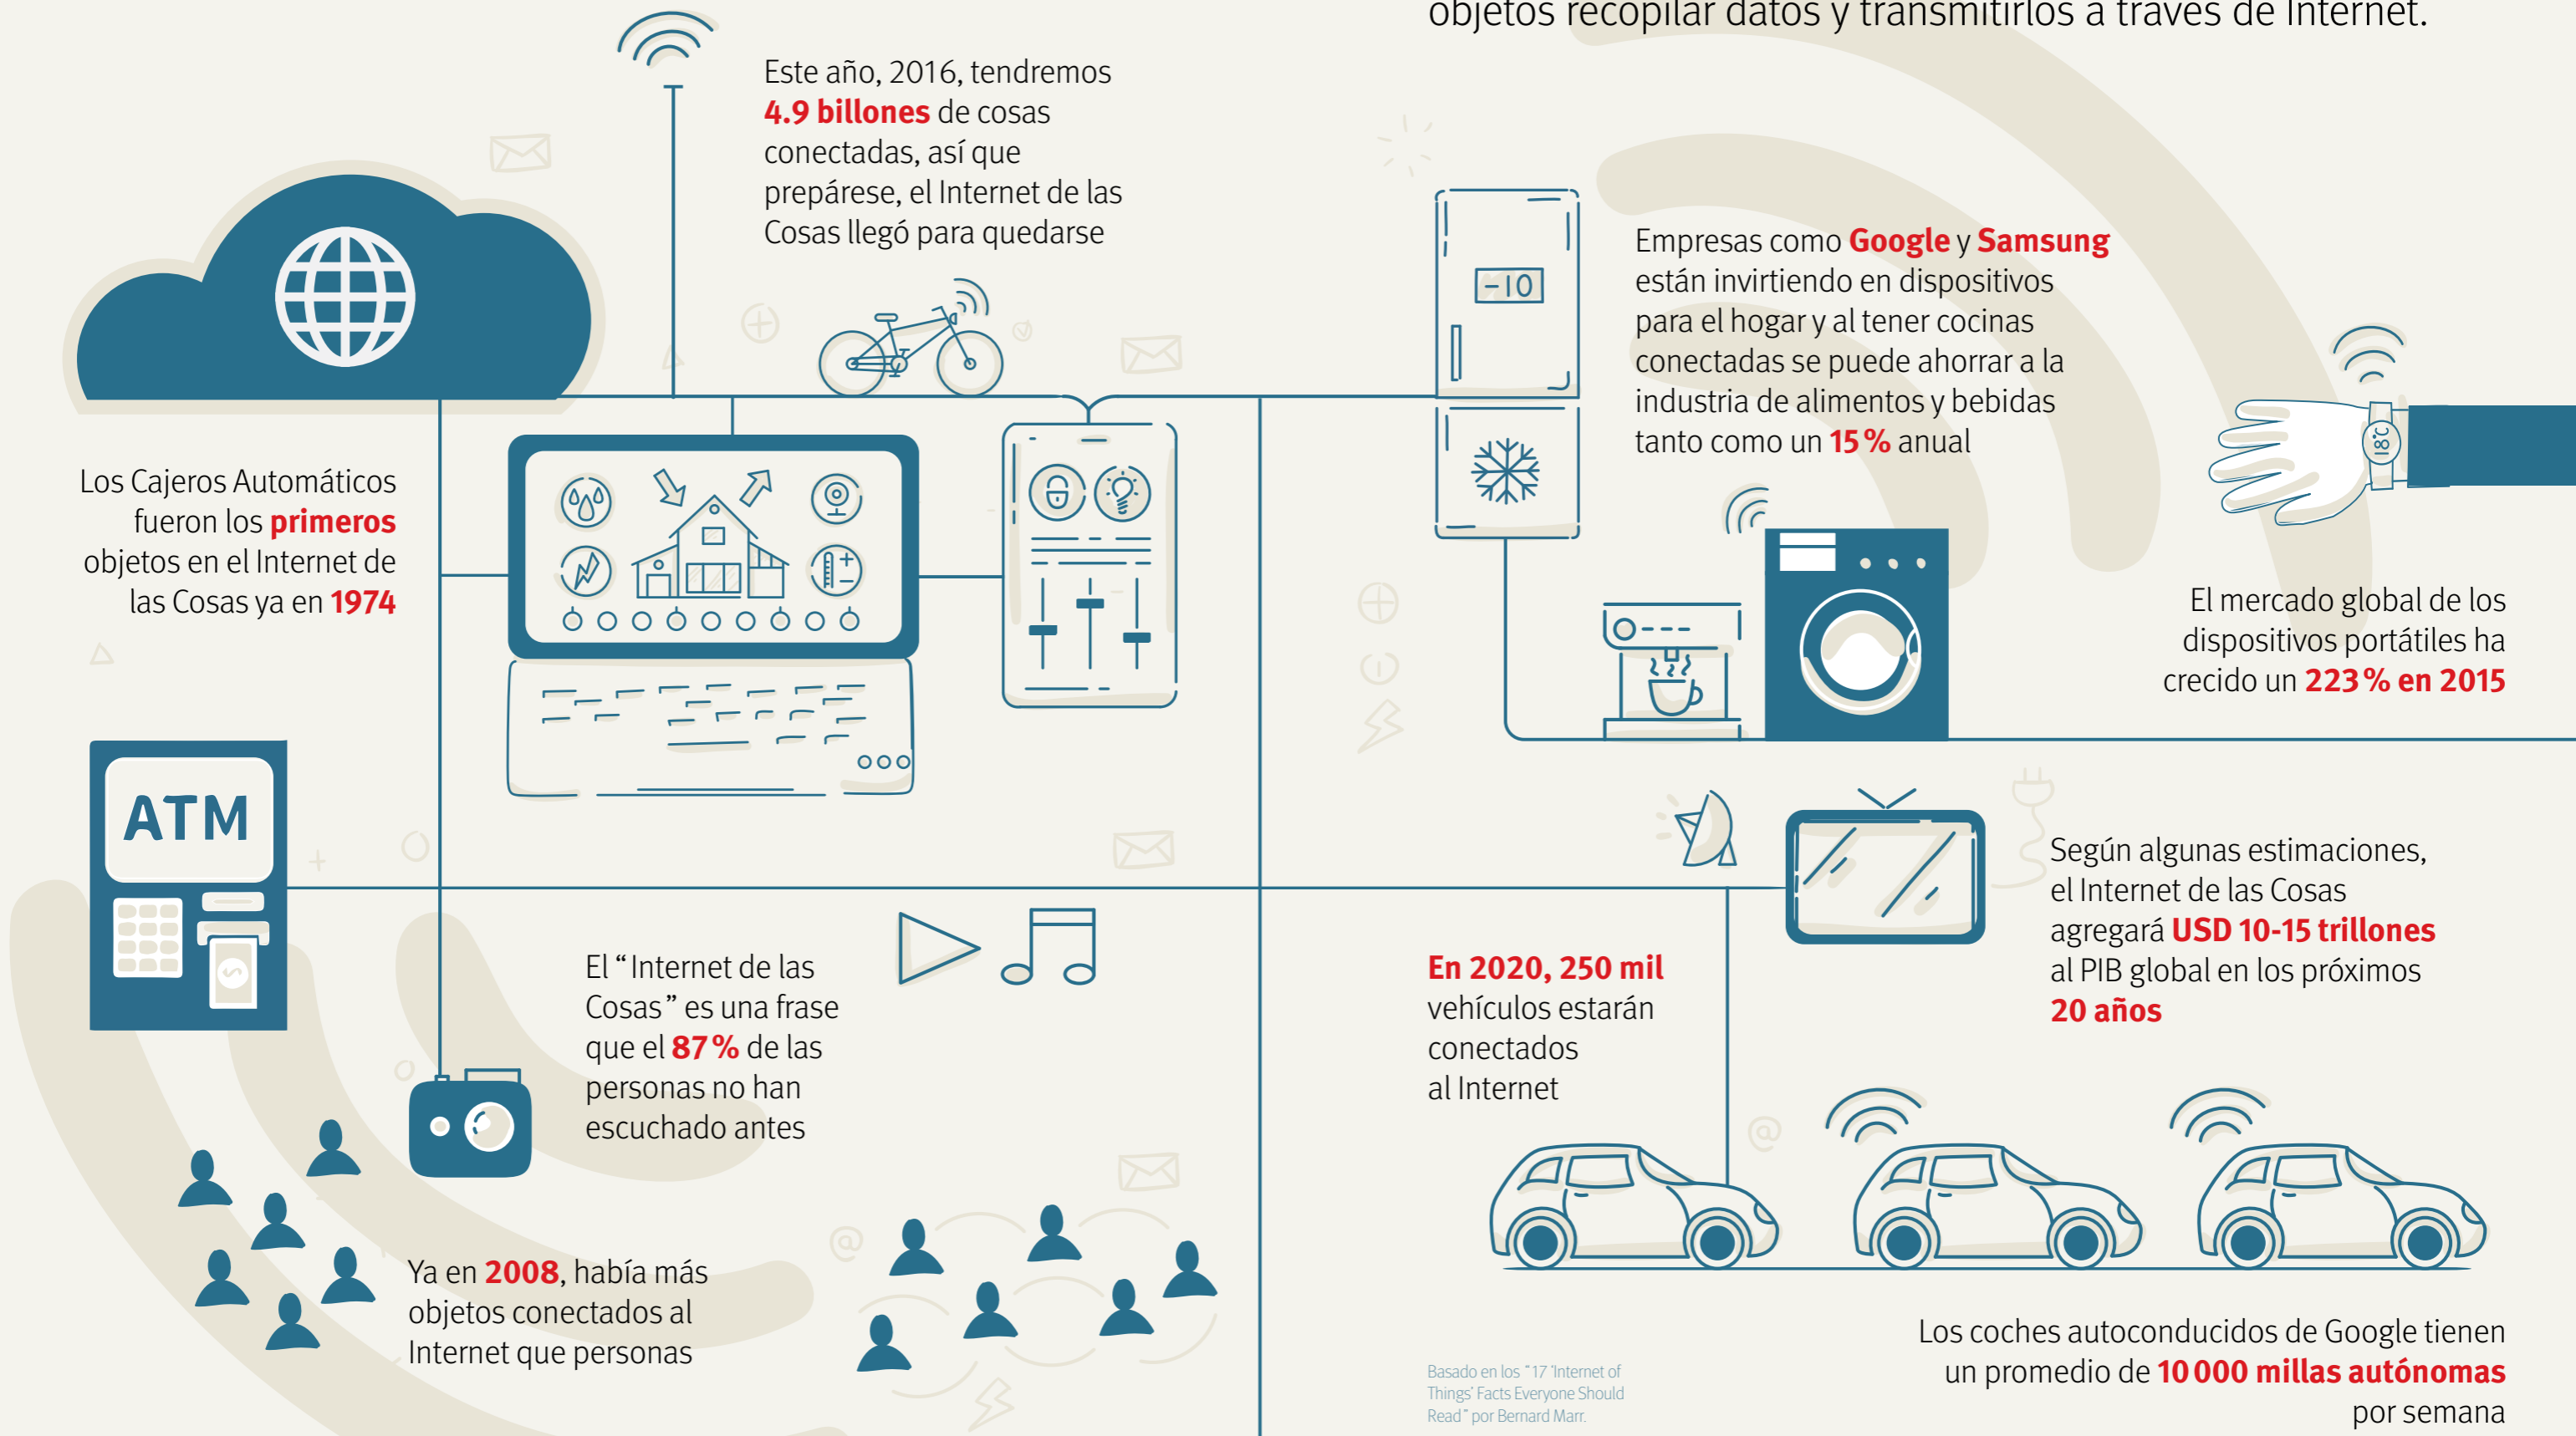 objetos recopilar datos y transmitirlos a través de Internet.
Este año, 2016, tendremos
4.9 billones de cosas
conectadas, así que
prepárese, el Internet de las
Cosas llegó para quedarse
Empresas como Google y Samsung
están invirtiendo en dispositivos
para el hogar y al tener cocinas
conectadas se puede ahorrar a la
industria de alimentos y bebidas
tanto como un 15% anual
-10
18°C
Los Cajeros Automáticos
fueron los primeros
objetos en el Internet de
las Cosas ya en 1974
El mercado global de los
dispositivos portátiles ha
crecido un 223% en 2015
ATM
Según algunas estimaciones,
el Internet de las Cosas
agregará USD 10-15 trillones
al PIB global en los próximos
20 años
El “Internet de las
Cosas” es una frase
que el 87% de las
personas no han
escuchado antes
En 2020, 250 mil
vehículos estarán
conectados
al Internet
Ya en 2008, había más
objetos conectados al
Internet que personas
Los coches autoconducidos de Google tienen
un promedio de 10 000 millas autónomas
por semana
Basado en los “17 ‘Internet of
Things’ Facts Everyone Should
Read” por Bernard Marr.